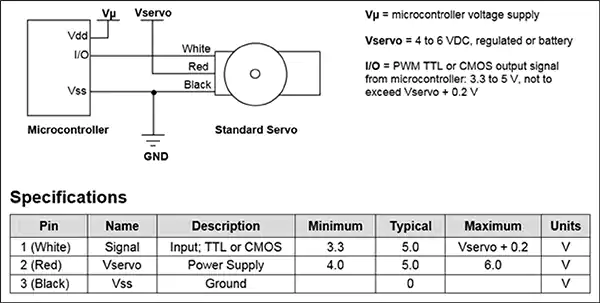 Vμ Vservo
Vdd
I/O
Vss
White
Red
Black
Microcontroller
Standard Servo
GND
Vμ = microcontroller voltage supply
Vservo = 4 to 6 VDC, regulated or battery
I/O = PWM TTL or CMOS output signal
from microcontroller: 3.3 to 5 V, not to
exceed Vservo + 0.2 V
Specifications
Pin Name Description Minimum Typical Maximum Units
1 (White) Signal Input; TTL or CMOS 3.3 5.0 Vservo + 0.2 V
2 (Red) Vservo Power Supply 4.0 5.0 6.0 V
3 (Black) Vss Ground 0 V